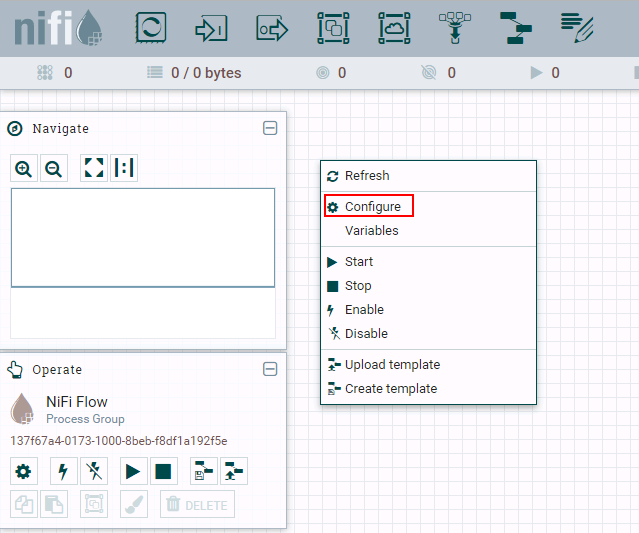 nifi
0
0 / 0 bytes
0
0
0
Navigate
Refresh
Configure
Variables
Start
Stop
Enable
Disable
Upload template
Create template
Operate
NiFi Flow
Process Group
137f67a4-0173-1000-8beb-f8df1a192f5e
DELETE